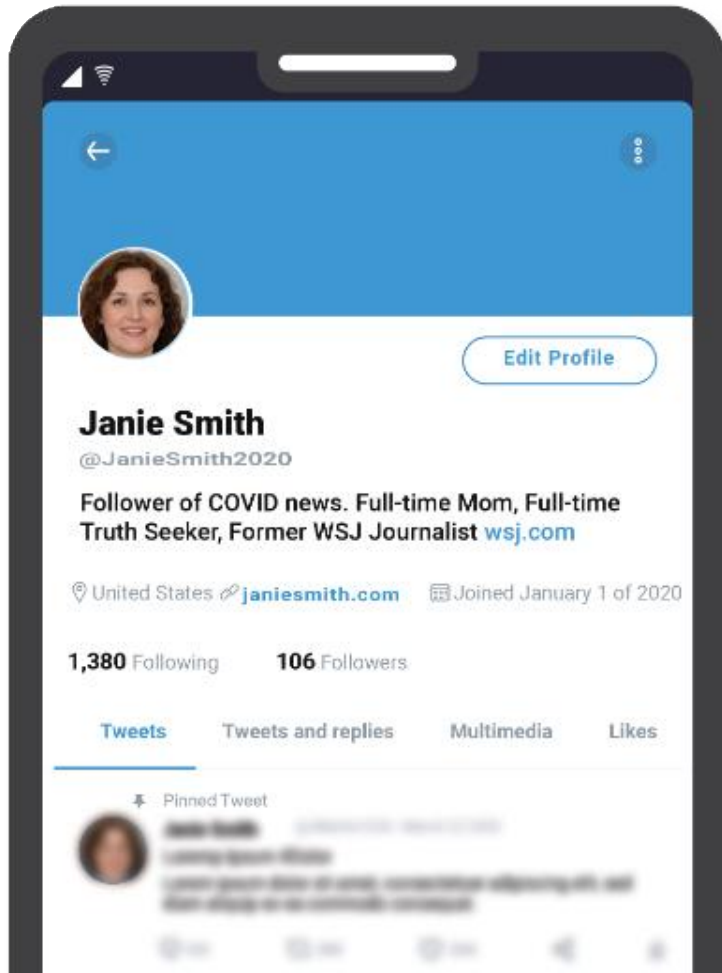 Edit Profile
Janie Smith
@JanieSmith2020
Follower of COVID news. Full-time Mom, Full-time
Truth Seeker, Former WSJ Journalist wsj.com
United States janiesmith.com Joined January 1 of 2020
1,380 Following 106 Followers
Tweets Tweets and replies Multimedia Likes
Pinned Tweet